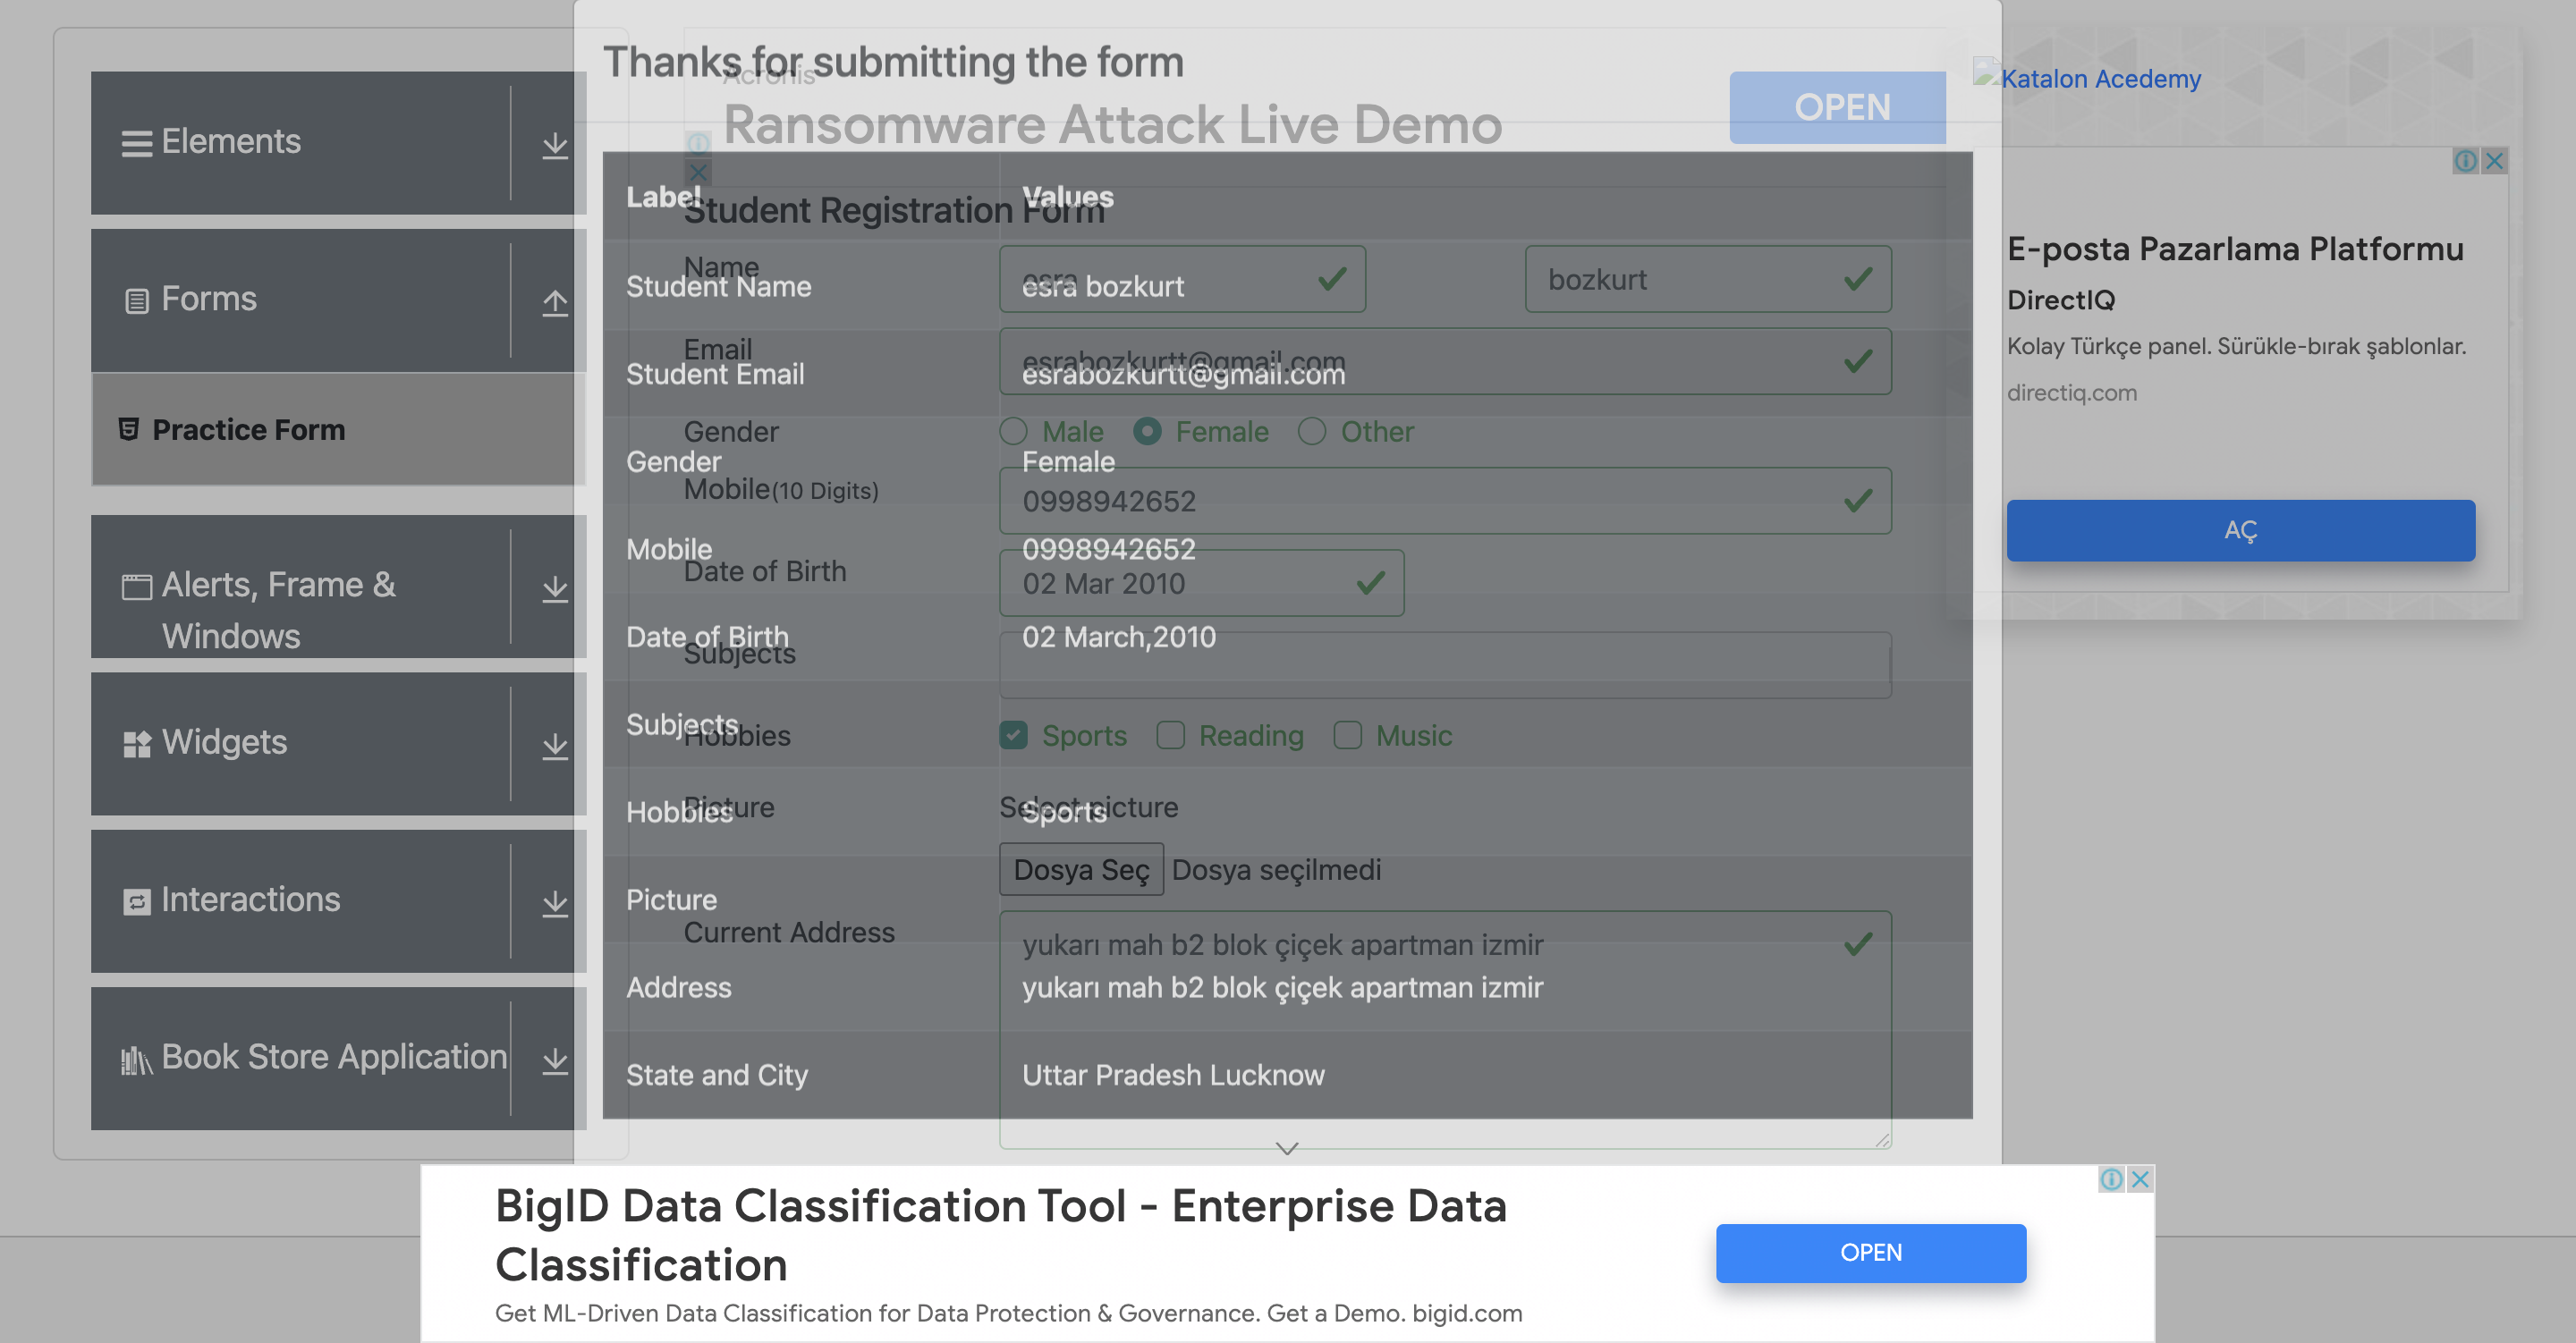 Elements
Forms
Practice Form
Alerts, Frame &
Windows
Widgets
Interactions
Book Store Application
Thanks for submitting the form
Acronis
Ransomware Attack Live Demo
OPEN
Label Values
Student Registration Form
Name esra bozkurt
Student Name esra bozkurt
Email esrabozkurtt@gmail.com
Student Email esrabozkurtt@gmail.com
Gender Male Female Other
Gender Female
Mobile(10 Digits) 0998942652
Mobile 0998942652
Date of Birth 02 Mar 2010
Date of Birth 02 March,2010
Subjects
Subjects
Hobbies Sports Reading Music
Picture Select picture
Hobbies Sports
Dosya Seç Dosya seçilmedi
Picture
Current Address yukarı mah b2 blok çiçek apartman izmir
Address yukarı mah b2 blok çiçek apartman izmir
State and City Uttar Pradesh Lucknow
Katalon Acedemy
E-posta Pazarlama Platformu
DirectIQ
Kolay Türkçe panel. Sürükle-bırak şablonlar.
directiq.com
AÇ
BigID Data Classification Tool - Enterprise Data
Classification
Get ML-Driven Data Classification for Data Protection & Governance. Get a Demo. bigid.com
OPEN